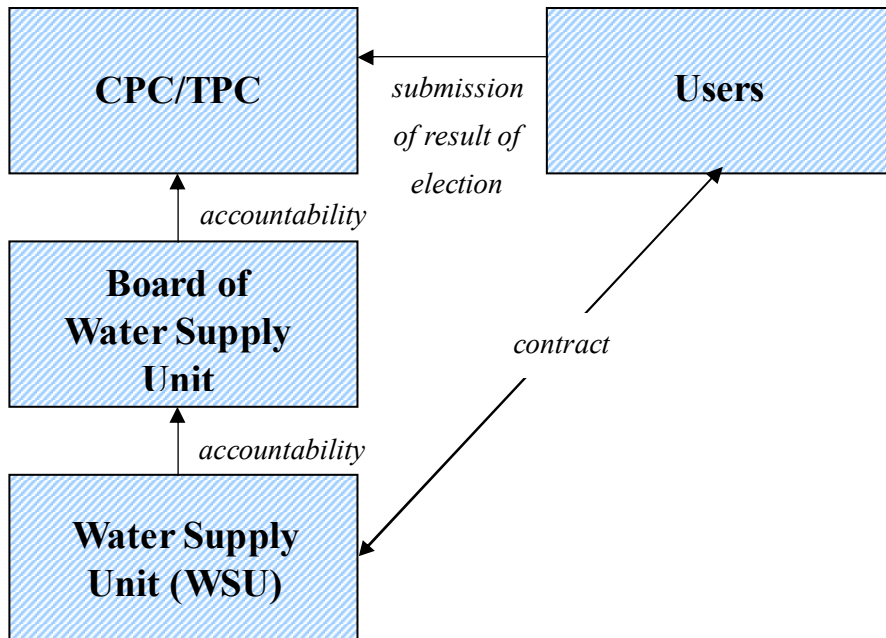 CPC/TPC
Users
submission
of result of
election
accountability
Board of
Water Supply
Unit
contract
accountability
Water Supply
Unit (WSU)